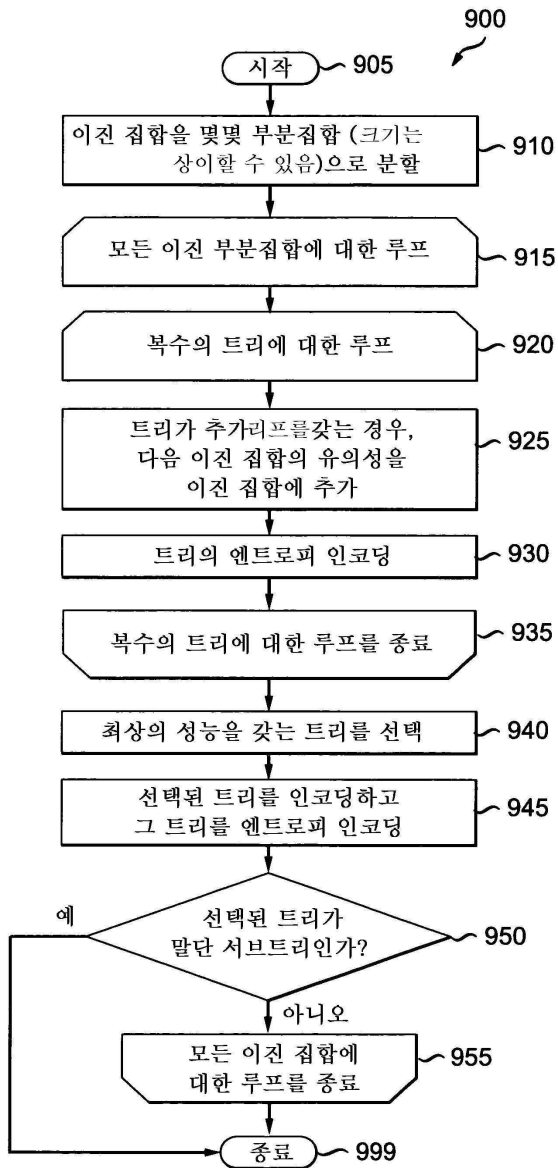 900
시작 905
이진 집합을 몇몇 부분집합 (크기는
상이할 수 있음)으로 분할 910
모든 이진 부분집합에 대한 루프 915
복수의 트리에 대한 루프 920
트리가 추가리프를갖는 경우,
다음 이진 집합의 유의성을 925
이진 집합에 추가
트리의 엔트로피 인코딩 930
복수의 트리에 대한 루프를 종료 935
최상의 성능을 갖는 트리를 선택 940
선택된 트리를 인코딩하고 945
그 트리를 엔트로피 인코딩
예
선택된 트리가
말단 서브트리인가? 950
아니오
모든 이진 집합에 955
대한 루프를 종료
종료 999